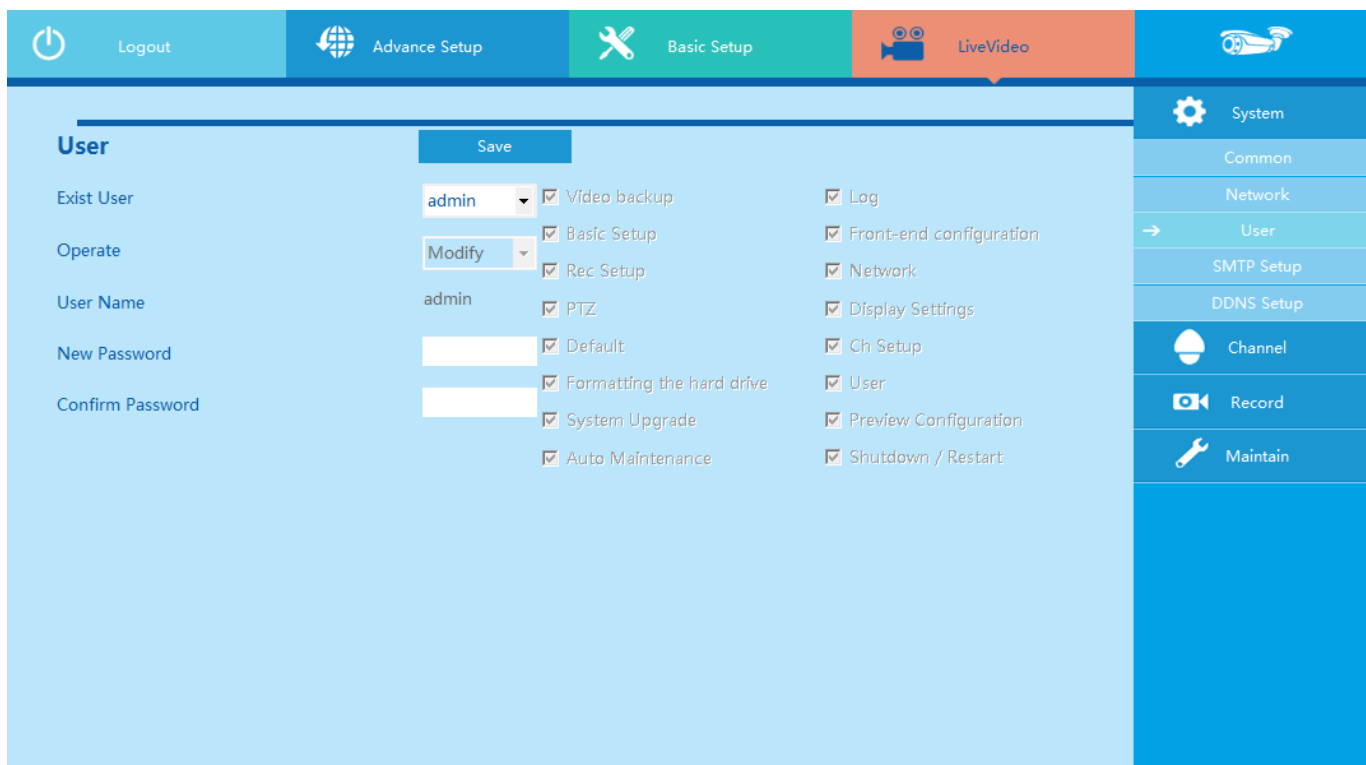 Logout
Advance Setup
Basic Setup
LiveVideo
User
Save
Exist User
admin
Operate
Modify
User Name
admin
New Password
Confirm Password
Video backup
Log
Basic Setup
Front-end configuration
Rec Setup
Network
PTZ
Display Settings
Default
Ch Setup
Formatting the hard drive
User
System Upgrade
Preview Configuration
Auto Maintenance
Shutdown / Restart
System
Common
Network
User
SMTP Setup
DDNS Setup
Channel
Record
Maintain